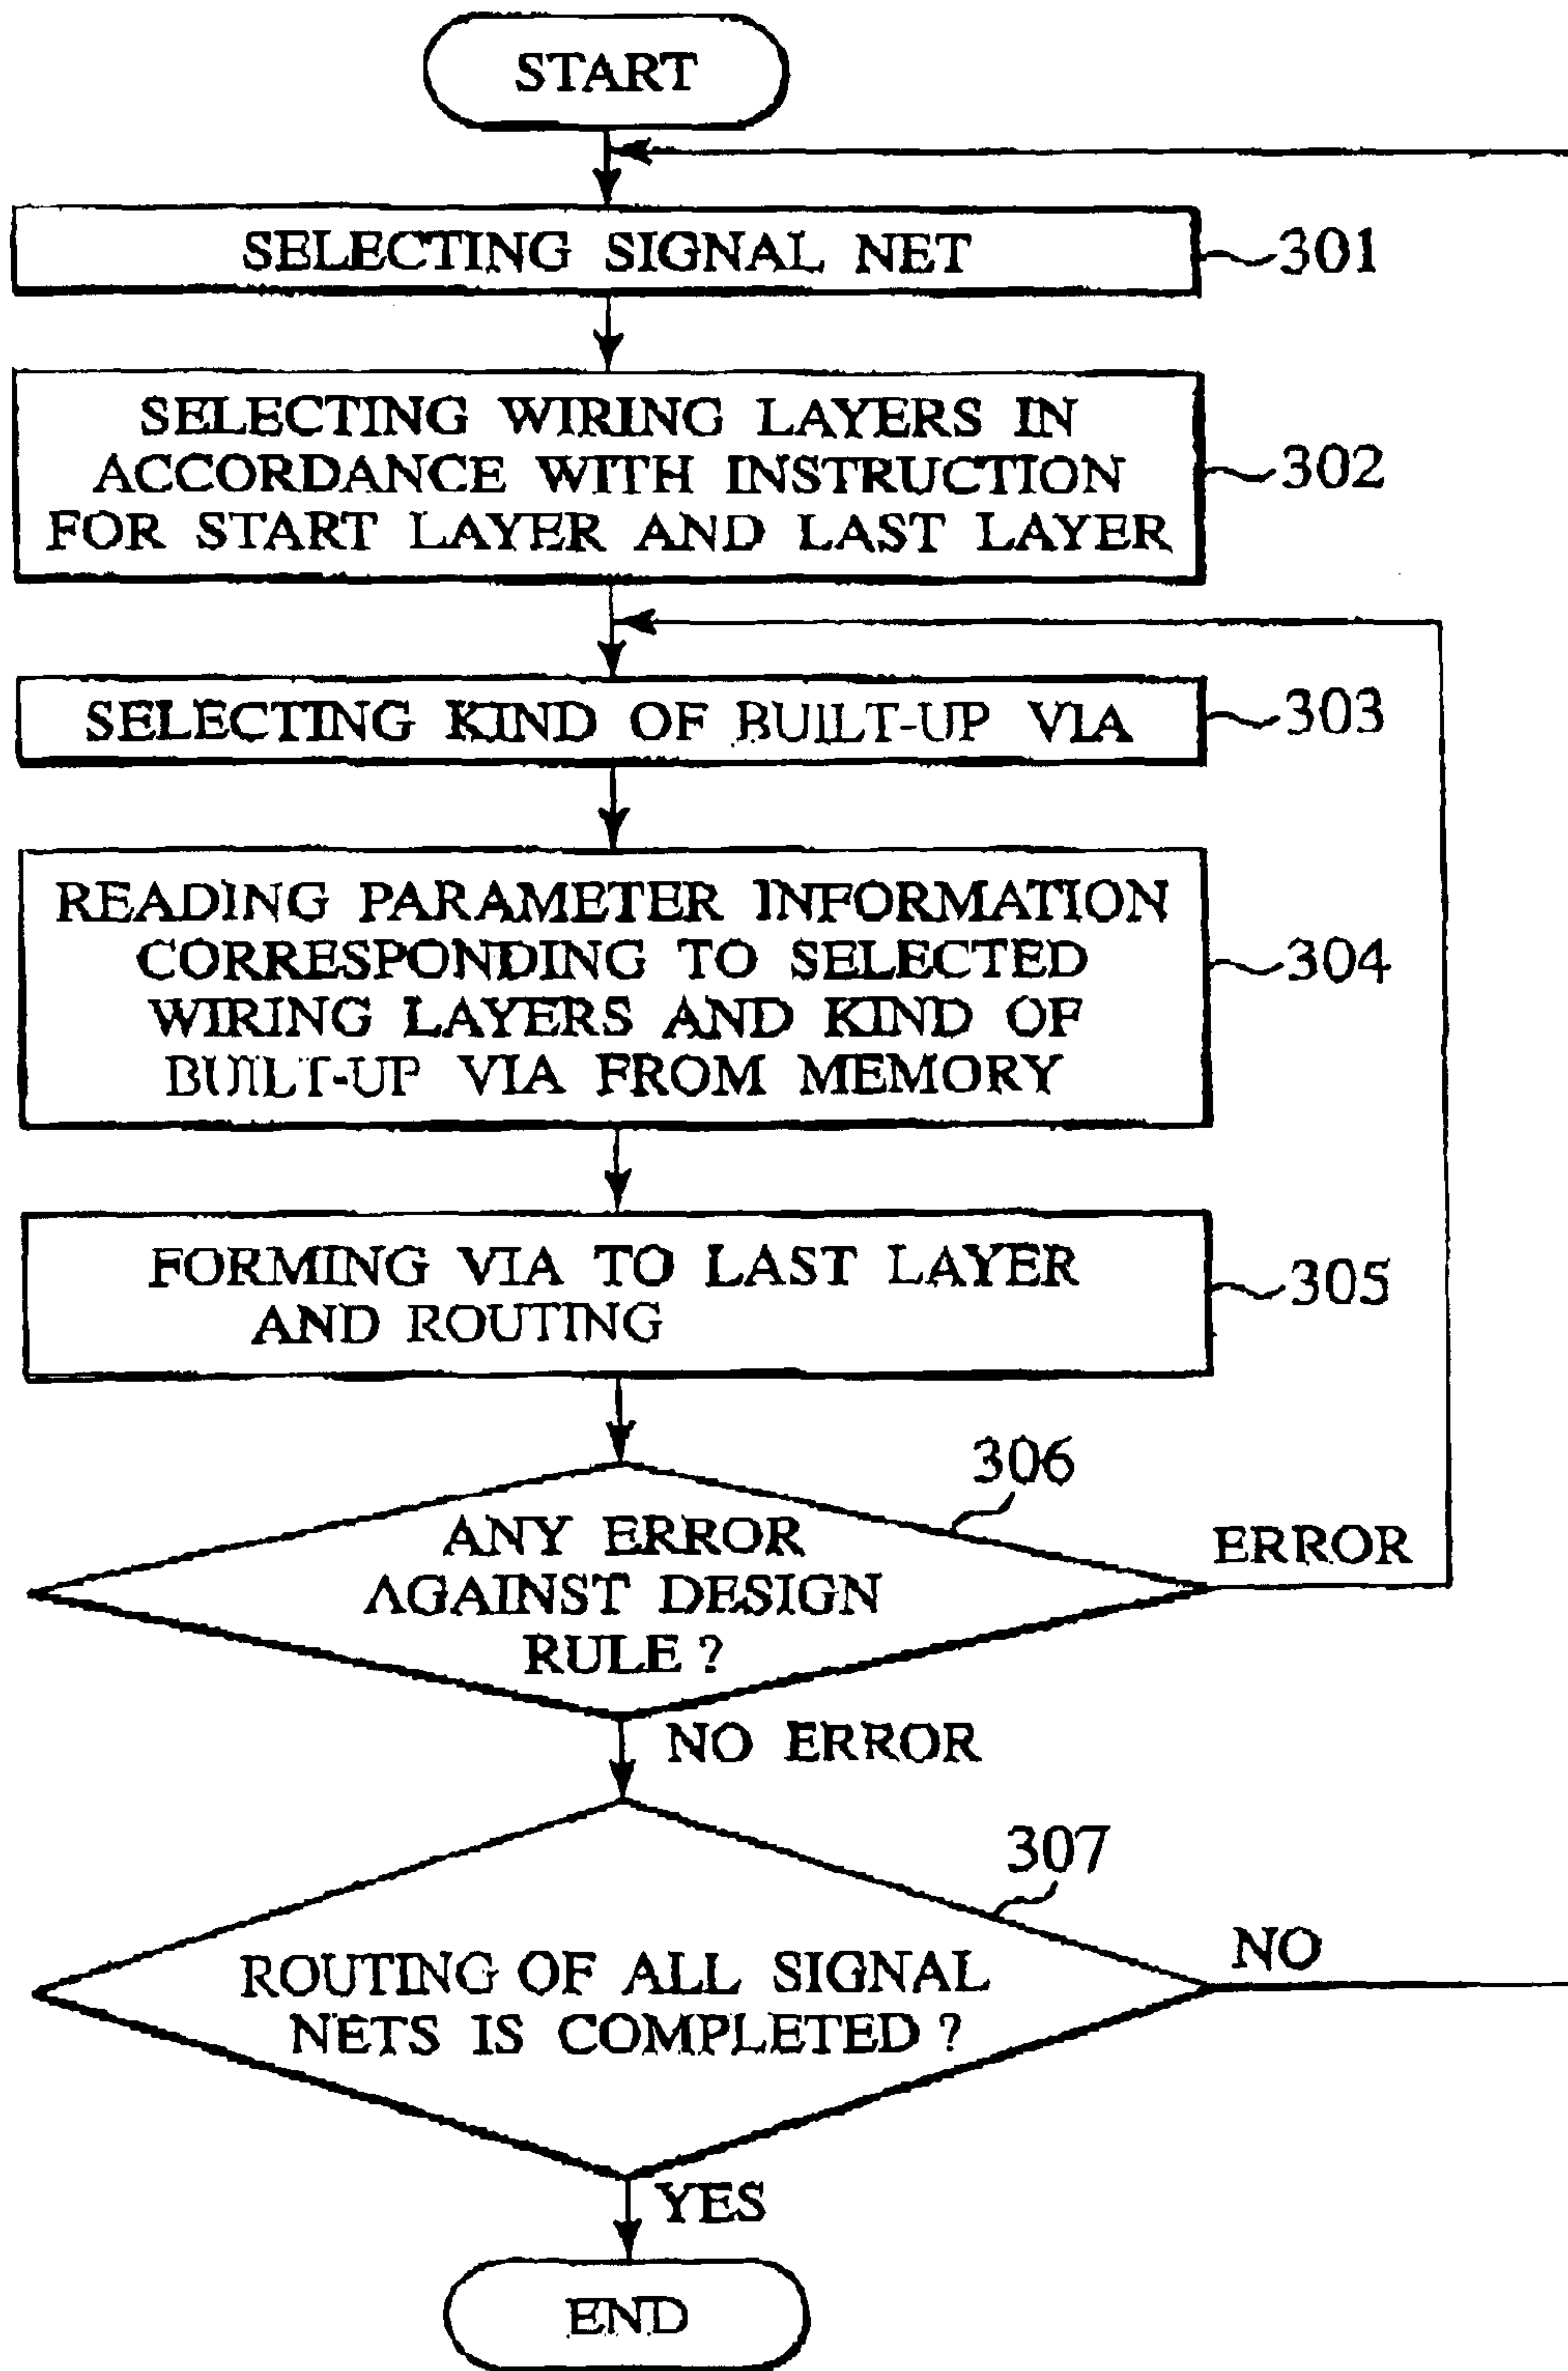 START
SELECTING SIGNAL NET
301
SELECTING WIRING LAYERS IN
ACCORDANCE WITH INSTRUCTION
FOR START LAYER AND LAST LAYER
302
SELECTING KIND OF BUILT-UP VIA
303
READING PARAMETER INFORMATION
CORRESPONDING TO SELECTED
WIRING LAYERS AND KIND OF
BUILT-UP VIA FROM MEMORY
304
FORMING VIA TO LAST LAYER
AND ROUTING
305
306
ANY ERROR
AGAINST DESIGN
RULE ?
ERROR
NO ERROR
307
ROUTING OF ALL SIGNAL
NETS IS COMPLETED ?
NO
YES
END